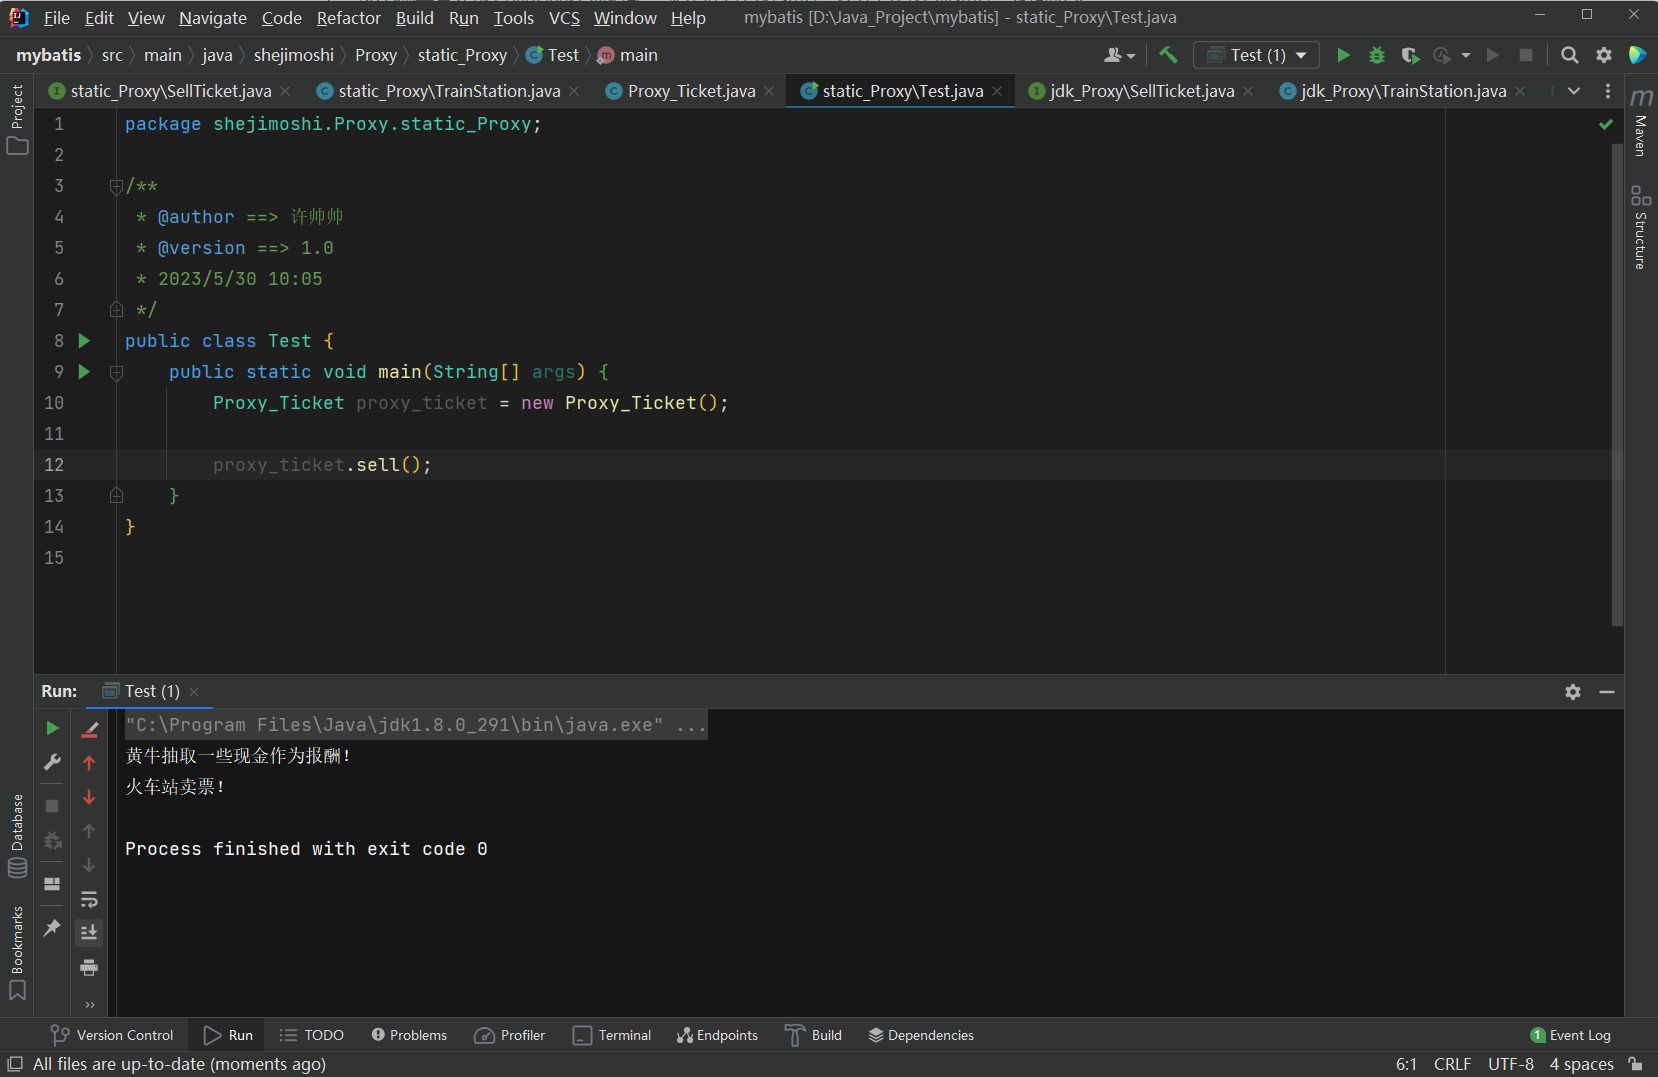 File Edit View Navigate Code Refactor Build Run Tools VCS Window Help mybatis [D:\Java_Project\mybatis] - static_Proxy\Test.java
mybatis src main java shejimoshi Proxy static_Proxy Test main Test (1)
static_Proxy\SellTicket.java static_Proxy\TrainStation.java Proxy_Ticket.java static_Proxy\Test.java jdk_Proxy\SellTicket.java jdk_Proxy\TrainStation.java
Project
Database
Bookmarks
Maven
Structure
1 package shejimoshi.Proxy.static_Proxy;
2
3 /**
4 * @author ==> 许帅帅
5 * @version ==> 1.0
6 * 2023/5/30 10:05
7 */
8 public class Test {
9 public static void main(String[] args) {
10 Proxy_Ticket proxy_ticket = new Proxy_Ticket();
11
12 proxy_ticket.sell();
13 }
14 }
15
Run: Test (1)
"C:\Program Files\Java\jdk1.8.0_291\bin\java.exe" ...
黄牛抽取一些现金作为报酬!
火车站卖票!
Process finished with exit code 0
Version Control Run TODO Problems Profiler Terminal Endpoints Build Dependencies 1 Event Log
All files are up-to-date (moments ago) 6:1 CRLF UTF-8 4 spaces